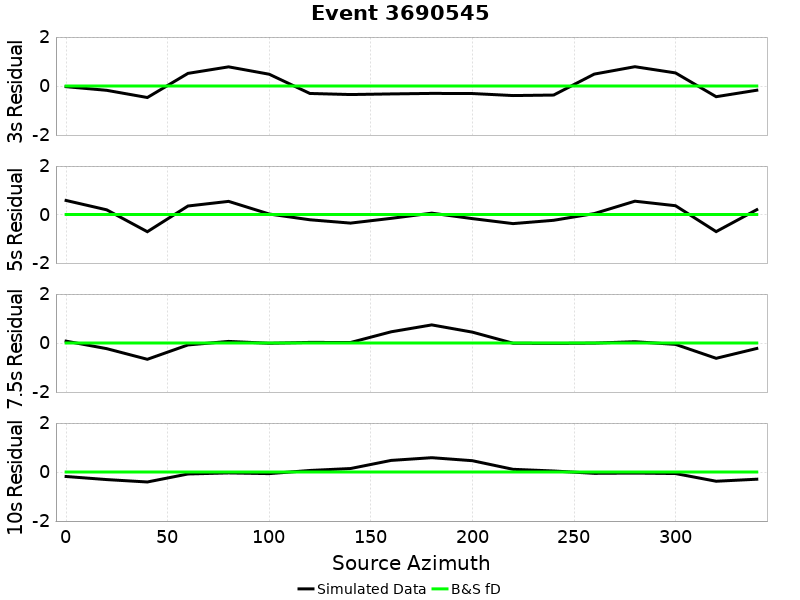 Event 3690545
3s Residual
2
0
-2
5s Residual
2
0
-2
7.5s Residual
2
0
-2
10s Residual
2
0
-2
0 50 100 150 200 250 300
Source Azimuth
Simulated Data B&S fD